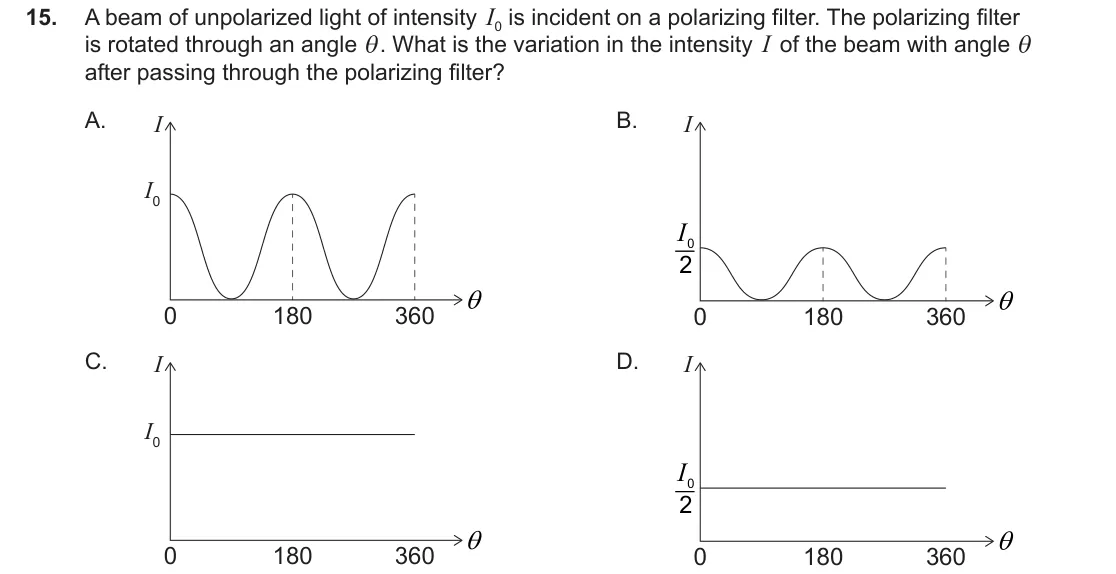 15. A beam of unpolarized light of intensity I₀ is incident on a polarizing filter. The polarizing filter
is rotated through an angle θ. What is the variation in the intensity I of the beam with angle θ
after passing through the polarizing filter?
A.
I
I₀
0 180 360 θ
B.
I
I₀
2
0 180 360 θ
C.
I
I₀
0 180 360 θ
D.
I
I₀
2
0 180 360 θ